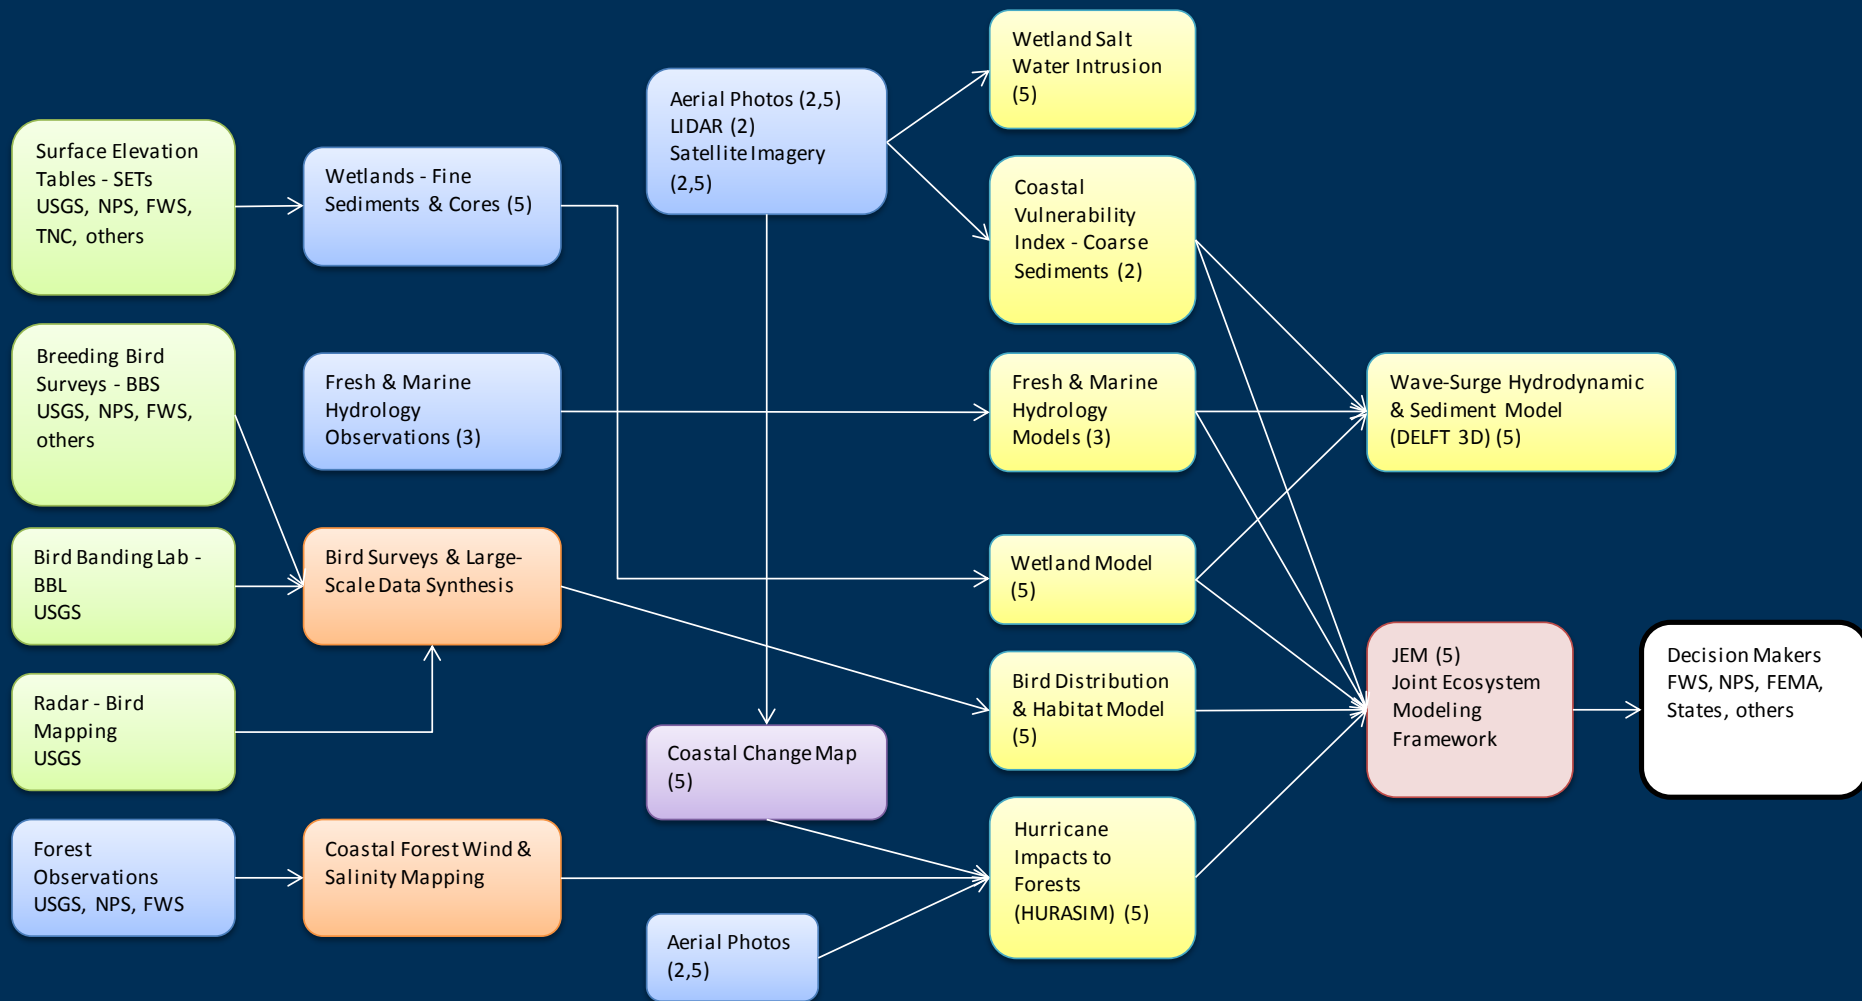 Surface Elevation
Tables - SETs
USGS, NPS, FWS,
TNC, others
Breeding Bird
Surveys - BBS
USGS, NPS, FWS,
others
Bird Banding Lab -
BBL
USGS
Radar - Bird
Mapping
USGS
Forest
Observations
USGS, NPS, FWS
Wetlands - Fine
Sediments & Cores (5)
Fresh & Marine
Hydrology
Observations (3)
Bird Surveys & Large-
Scale Data Synthesis
Coastal Forest Wind &
Salinity Mapping
Aerial Photos (2,5)
LIDAR (2)
Satellite Imagery
(2,5)
Coastal Change Map
(5)
Aerial Photos
(2,5)
Wetland Salt
Water Intrusion
(5)
Coastal
Vulnerability
Index - Coarse
Sediments (2)
Fresh & Marine
Hydrology
Models (3)
Wetland Model
(5)
Bird Distribution
& Habitat Model
(5)
Hurricane
Impacts to
Forests
(HURASIM) (5)
Wave-Surge Hydrodynamic
& Sediment Model
(DELFT 3D) (5)
JEM (5)
Joint Ecosystem
Modeling
Framework
Decision Makers
FWS, NPS, FEMA,
States, others